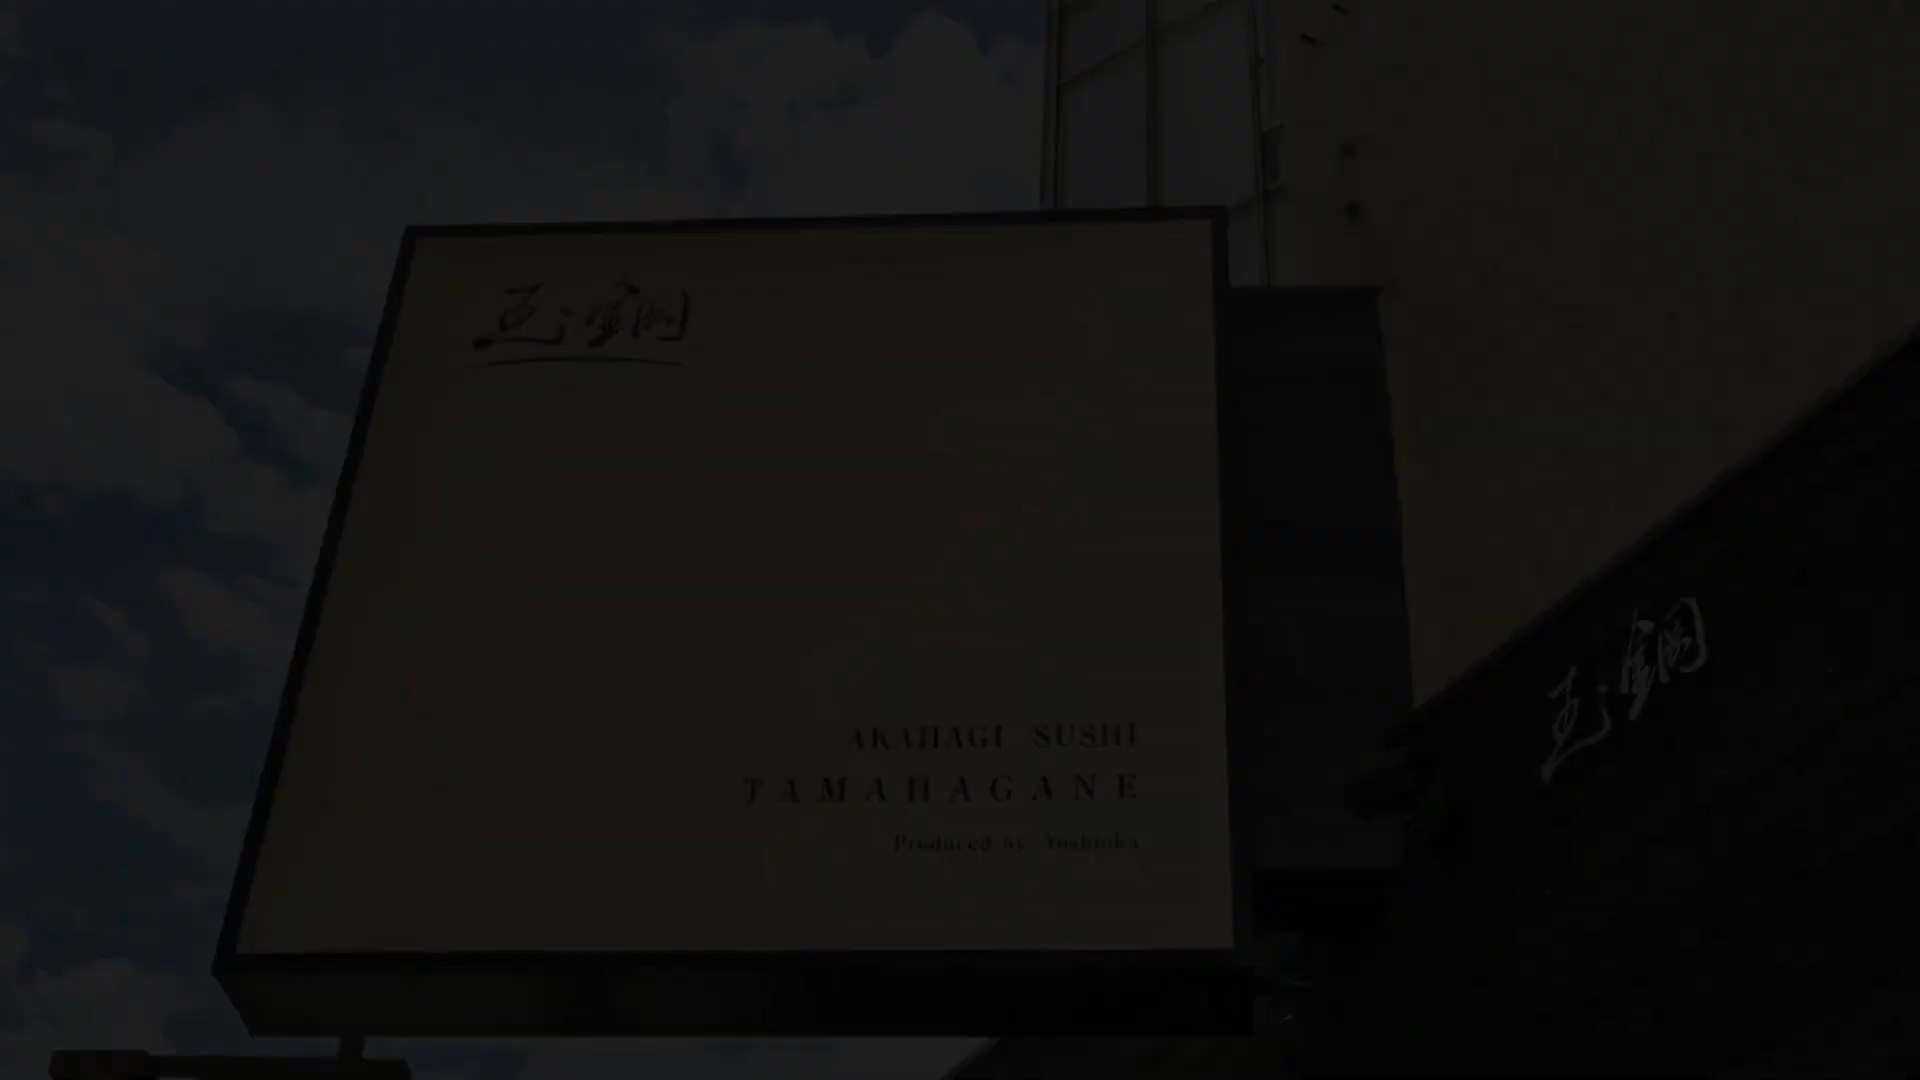 玉鋼
AKAHAGI SUSHI
TAMAHAGANE
Produced by Yoshioka
玉鋼